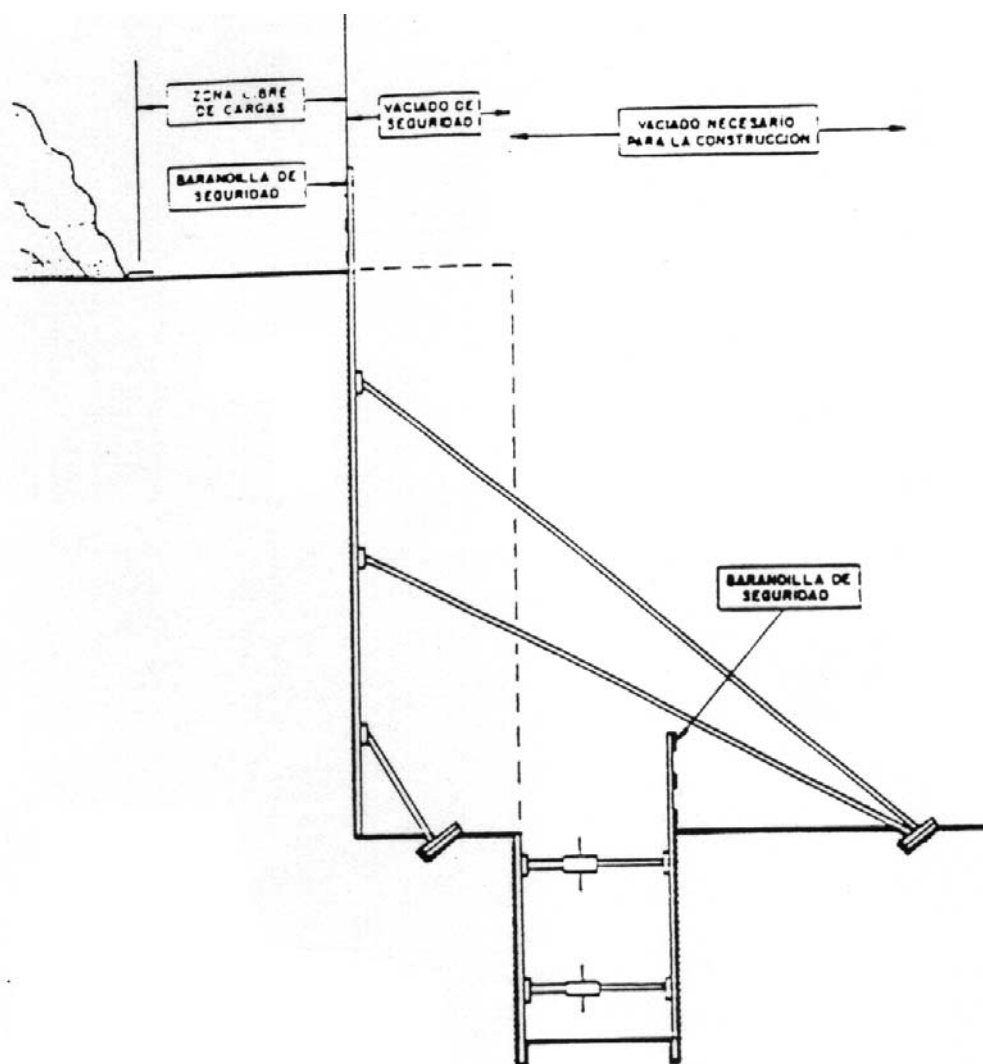 ZONA LIBRE
DE CARGAS
VACIADO DE
SEGURIDAD
VACIADO NECESARIO
PARA LA CONSTRUCCION
BARANDILLA DE
SEGURIDAD
BARANDILLA DE
SEGURIDAD